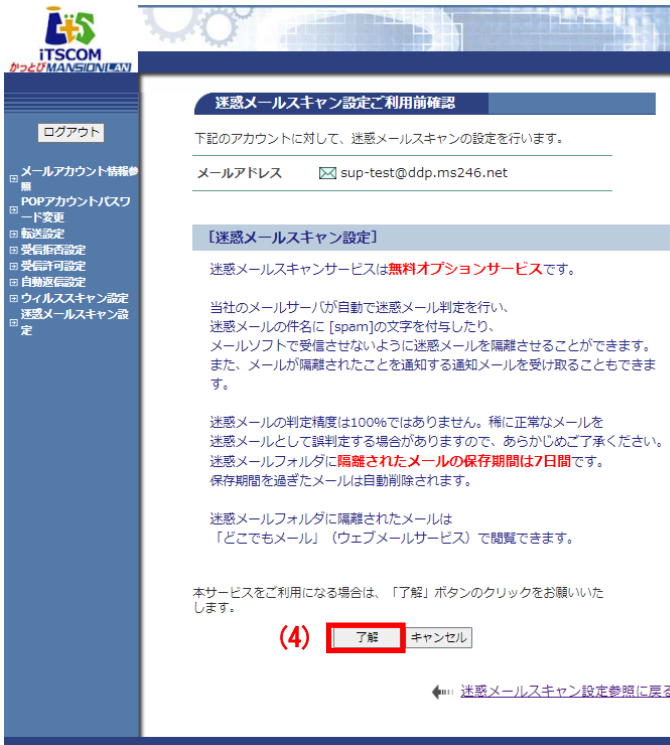 iTSCOM
かっとびMANSIONLAN
ログアウト
メールアカウント情報参
照
POPアカウントパスワ
ード変更
転送設定
受信拒否設定
受信許可設定
自動返信設定
ウィルススキャン設定
迷惑メールスキャン設
定
迷惑メールスキャン設定ご利用前確認
下記のアカウントに対して、迷惑メールスキャンの設定を行います。
メールアドレス sup-test@ddp.ms246.net
[迷惑メールスキャン設定]
迷惑メールスキャンサービスは無料オプションサービスです。
当社のメールサーバが自動で迷惑メール判定を行い、
迷惑メールの件名に [spam]の文字を付与したり、
メールソフトで受信させないように迷惑メールを隔離させることができます。
また、メールが隔離されたことを通知する通知メールを受け取ることもできま
す。
迷惑メールの判定精度は100%ではありません。稀に正常なメールを
迷惑メールとして誤判定する場合がありますので、あらかじめご了承ください。
迷惑メールフォルダに隔離されたメールの保存期間は7日間です。
保存期間を過ぎたメールは自動削除されます。
迷惑メールフォルダに隔離されたメールは
「どこでもメール」（ウェブメールサービス）で閲覧できます。
本サービスをご利用になる場合は、「了解」ボタンのクリックをお願いいた
します。
(4) 了解 キャンセル
迷惑メールスキャン設定参照に戻る